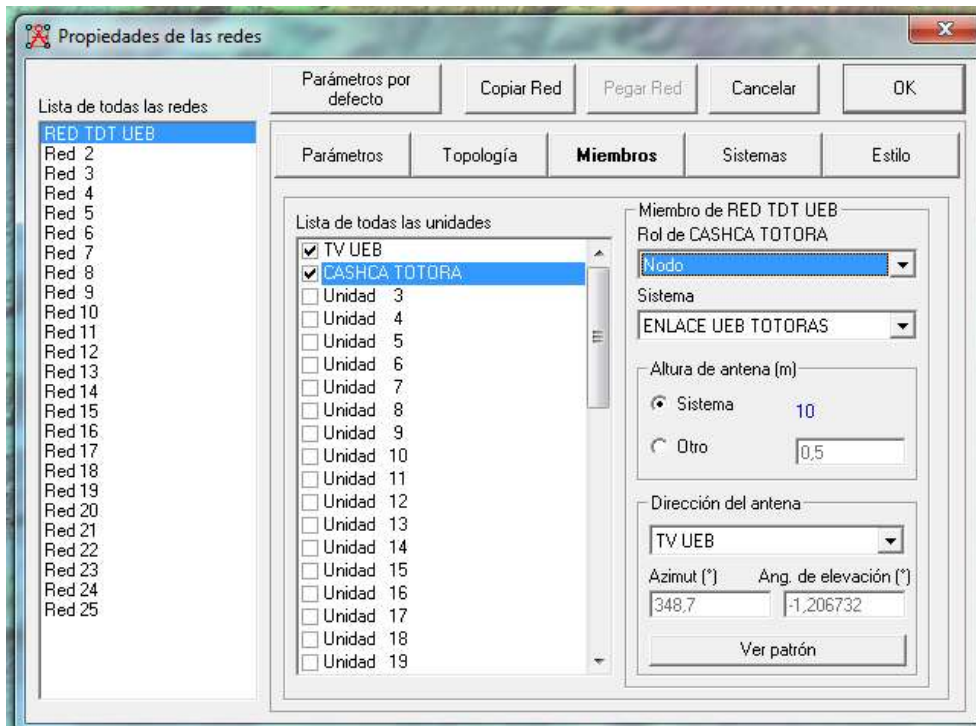 Propiedades de las redes
Lista de todas las redes
RED TDT UEB
Red 2
Red 3
Red 4
Red 5
Red 6
Red 7
Red 8
Red 9
Red 10
Red 11
Red 12
Red 13
Red 14
Red 15
Red 16
Red 17
Red 18
Red 19
Red 20
Red 21
Red 22
Red 23
Red 24
Red 25
Parámetros por
defecto
Copiar Red
Pegar Red
Cancelar
OK
Parámetros
Topología
Miembros
Sistemas
Estilo
Lista de todas las unidades
TV UEB
CASHCA TOTORA
Unidad 3
Unidad 4
Unidad 5
Unidad 6
Unidad 7
Unidad 8
Unidad 9
Unidad 10
Unidad 11
Unidad 12
Unidad 13
Unidad 14
Unidad 15
Unidad 16
Unidad 17
Unidad 18
Unidad 19
Miembro de RED TDT UEB
Rol de CASHCA TOTORA
Nodo
Sistema
ENLACE UEB TOTORAS
Altura de antena (m)
Sistema 10
Otro 0,5
Dirección del antena
TV UEB
Azimut (°) Ang. de elevación (°)
348,7 -1,206732
Ver patrón